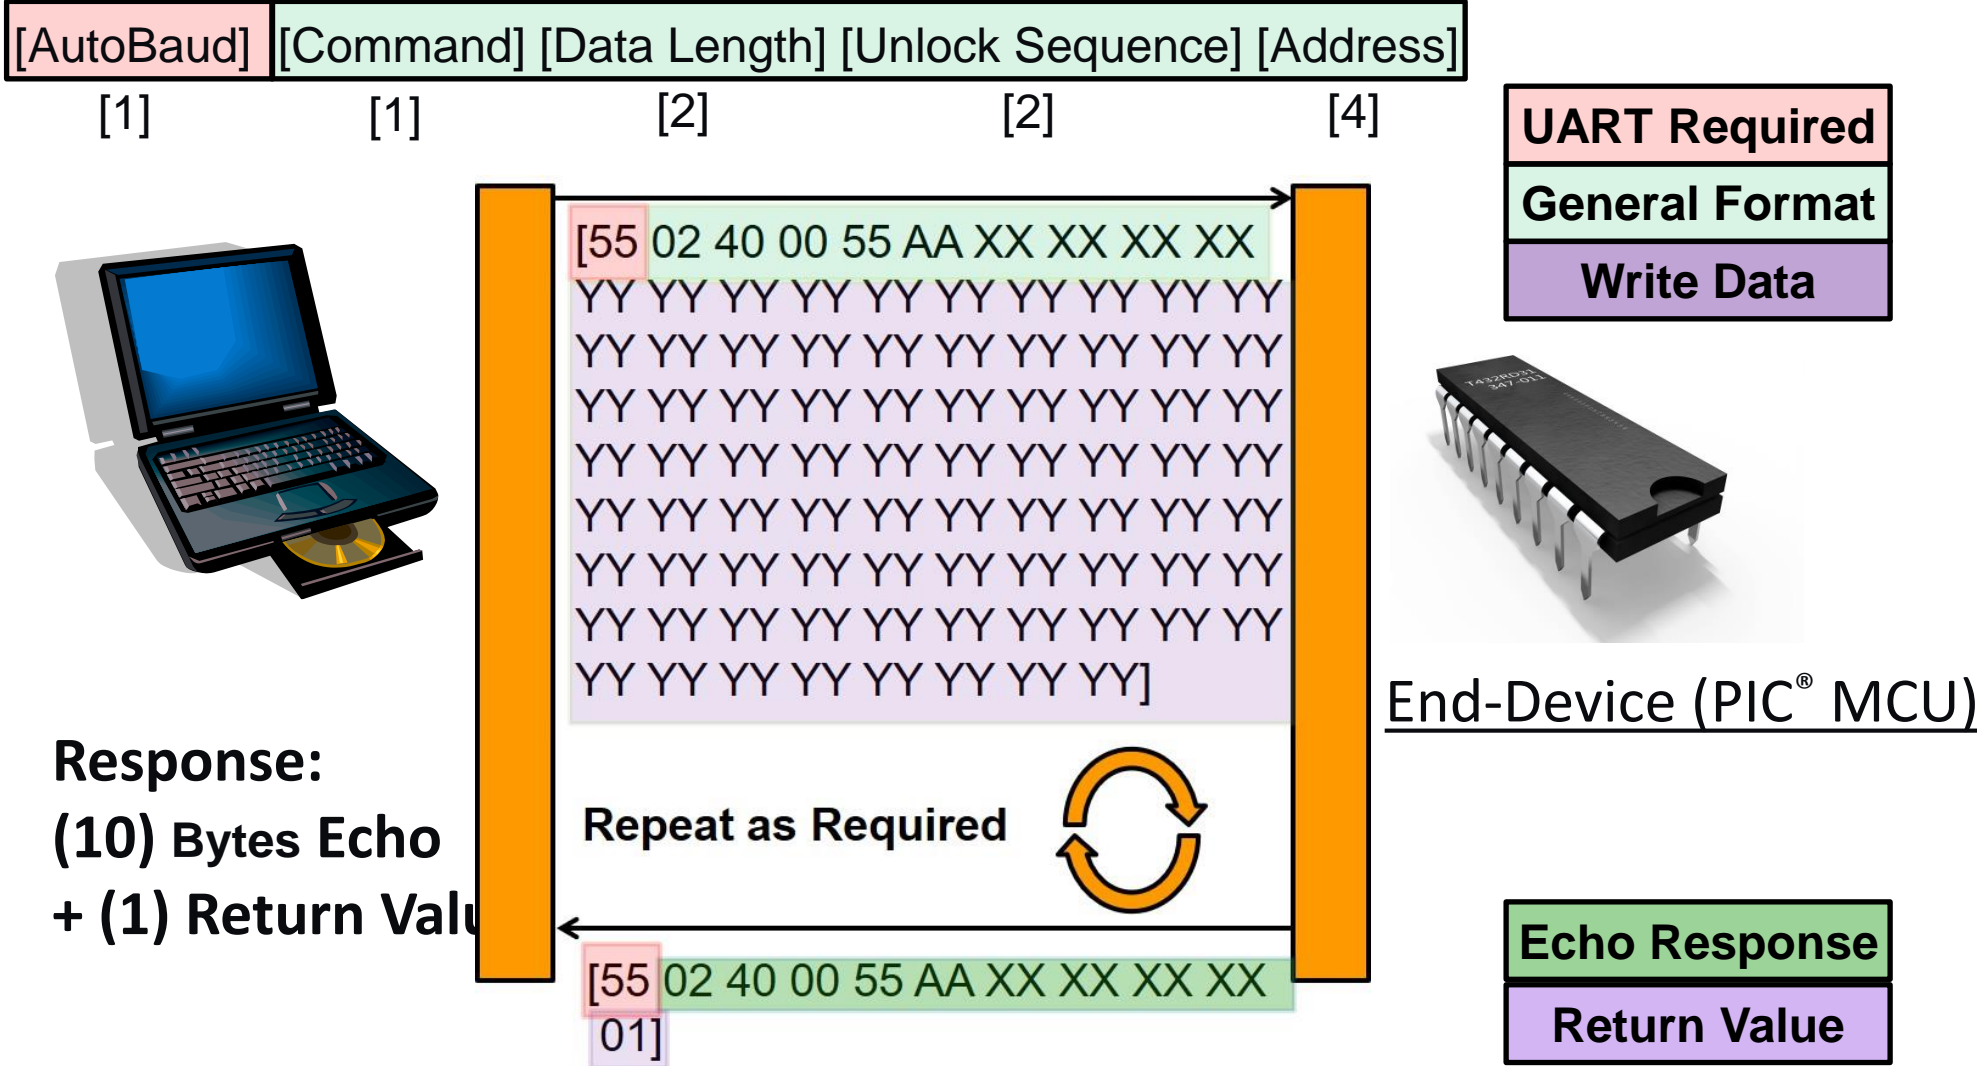 [AutoBaud] [Command] [Data Length] [Unlock Sequence] [Address]
[1] [1] [2] [2] [4]
UART Required
General Format
Write Data
[55 02 40 00 55 AA XX XX XX XX
YY YY YY YY YY YY YY YY YY YY
YY YY YY YY YY YY YY YY YY YY
YY YY YY YY YY YY YY YY YY YY
YY YY YY YY YY YY YY YY YY YY
YY YY YY YY YY YY YY YY YY YY
YY YY YY YY YY YY YY YY YY YY
YY YY YY YY YY YY YY YY YY YY
YY YY YY YY YY YY YY YY]
T432RD31
347-011
End-Device (PIC® MCU)
Response:
(10) Bytes Echo
+ (1) Return Valu
Repeat as Required
[55 02 40 00 55 AA XX XX XX XX
01]
Echo Response
Return Value